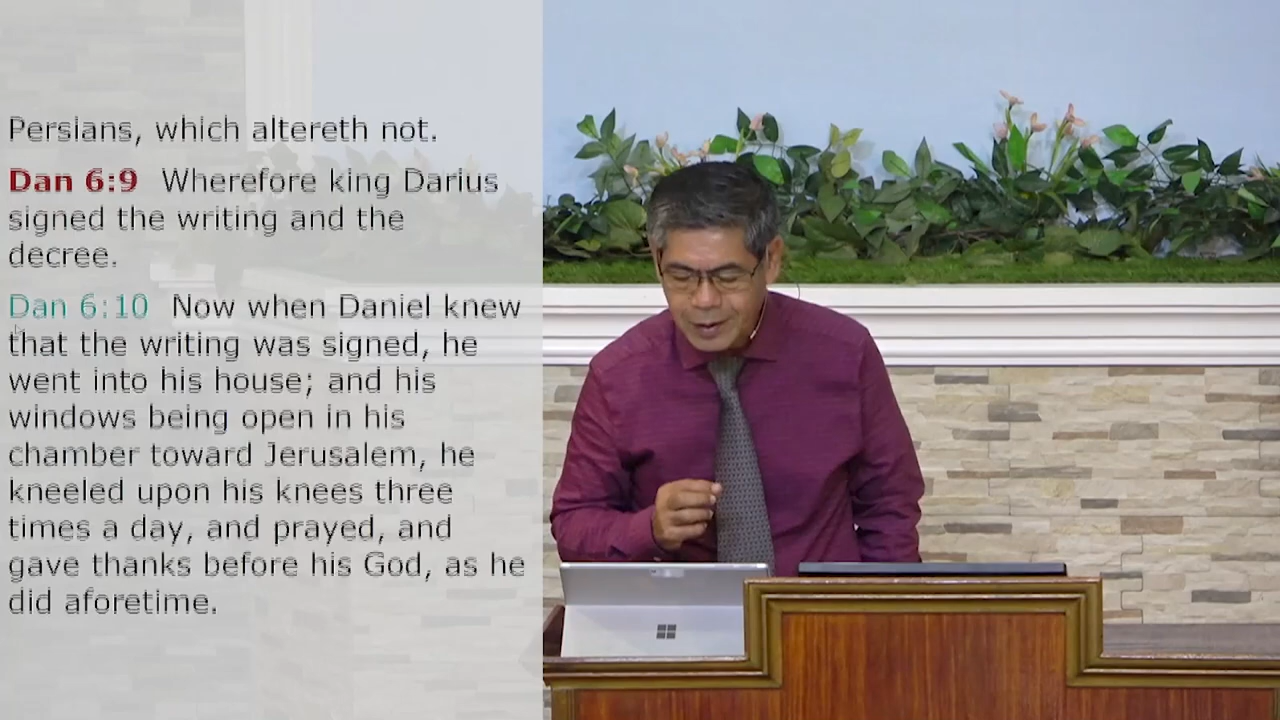 Persians, which altereth not.
Dan 6:9 Wherefore king Darius
signed the writing and the
decree.
Dan 6:10 Now when Daniel knew
that the writing was signed, he
went into his house; and his
windows being open in his
chamber toward Jerusalem, he
kneeled upon his knees three
times a day, and prayed, and
gave thanks before his God, as he
did aforetime.